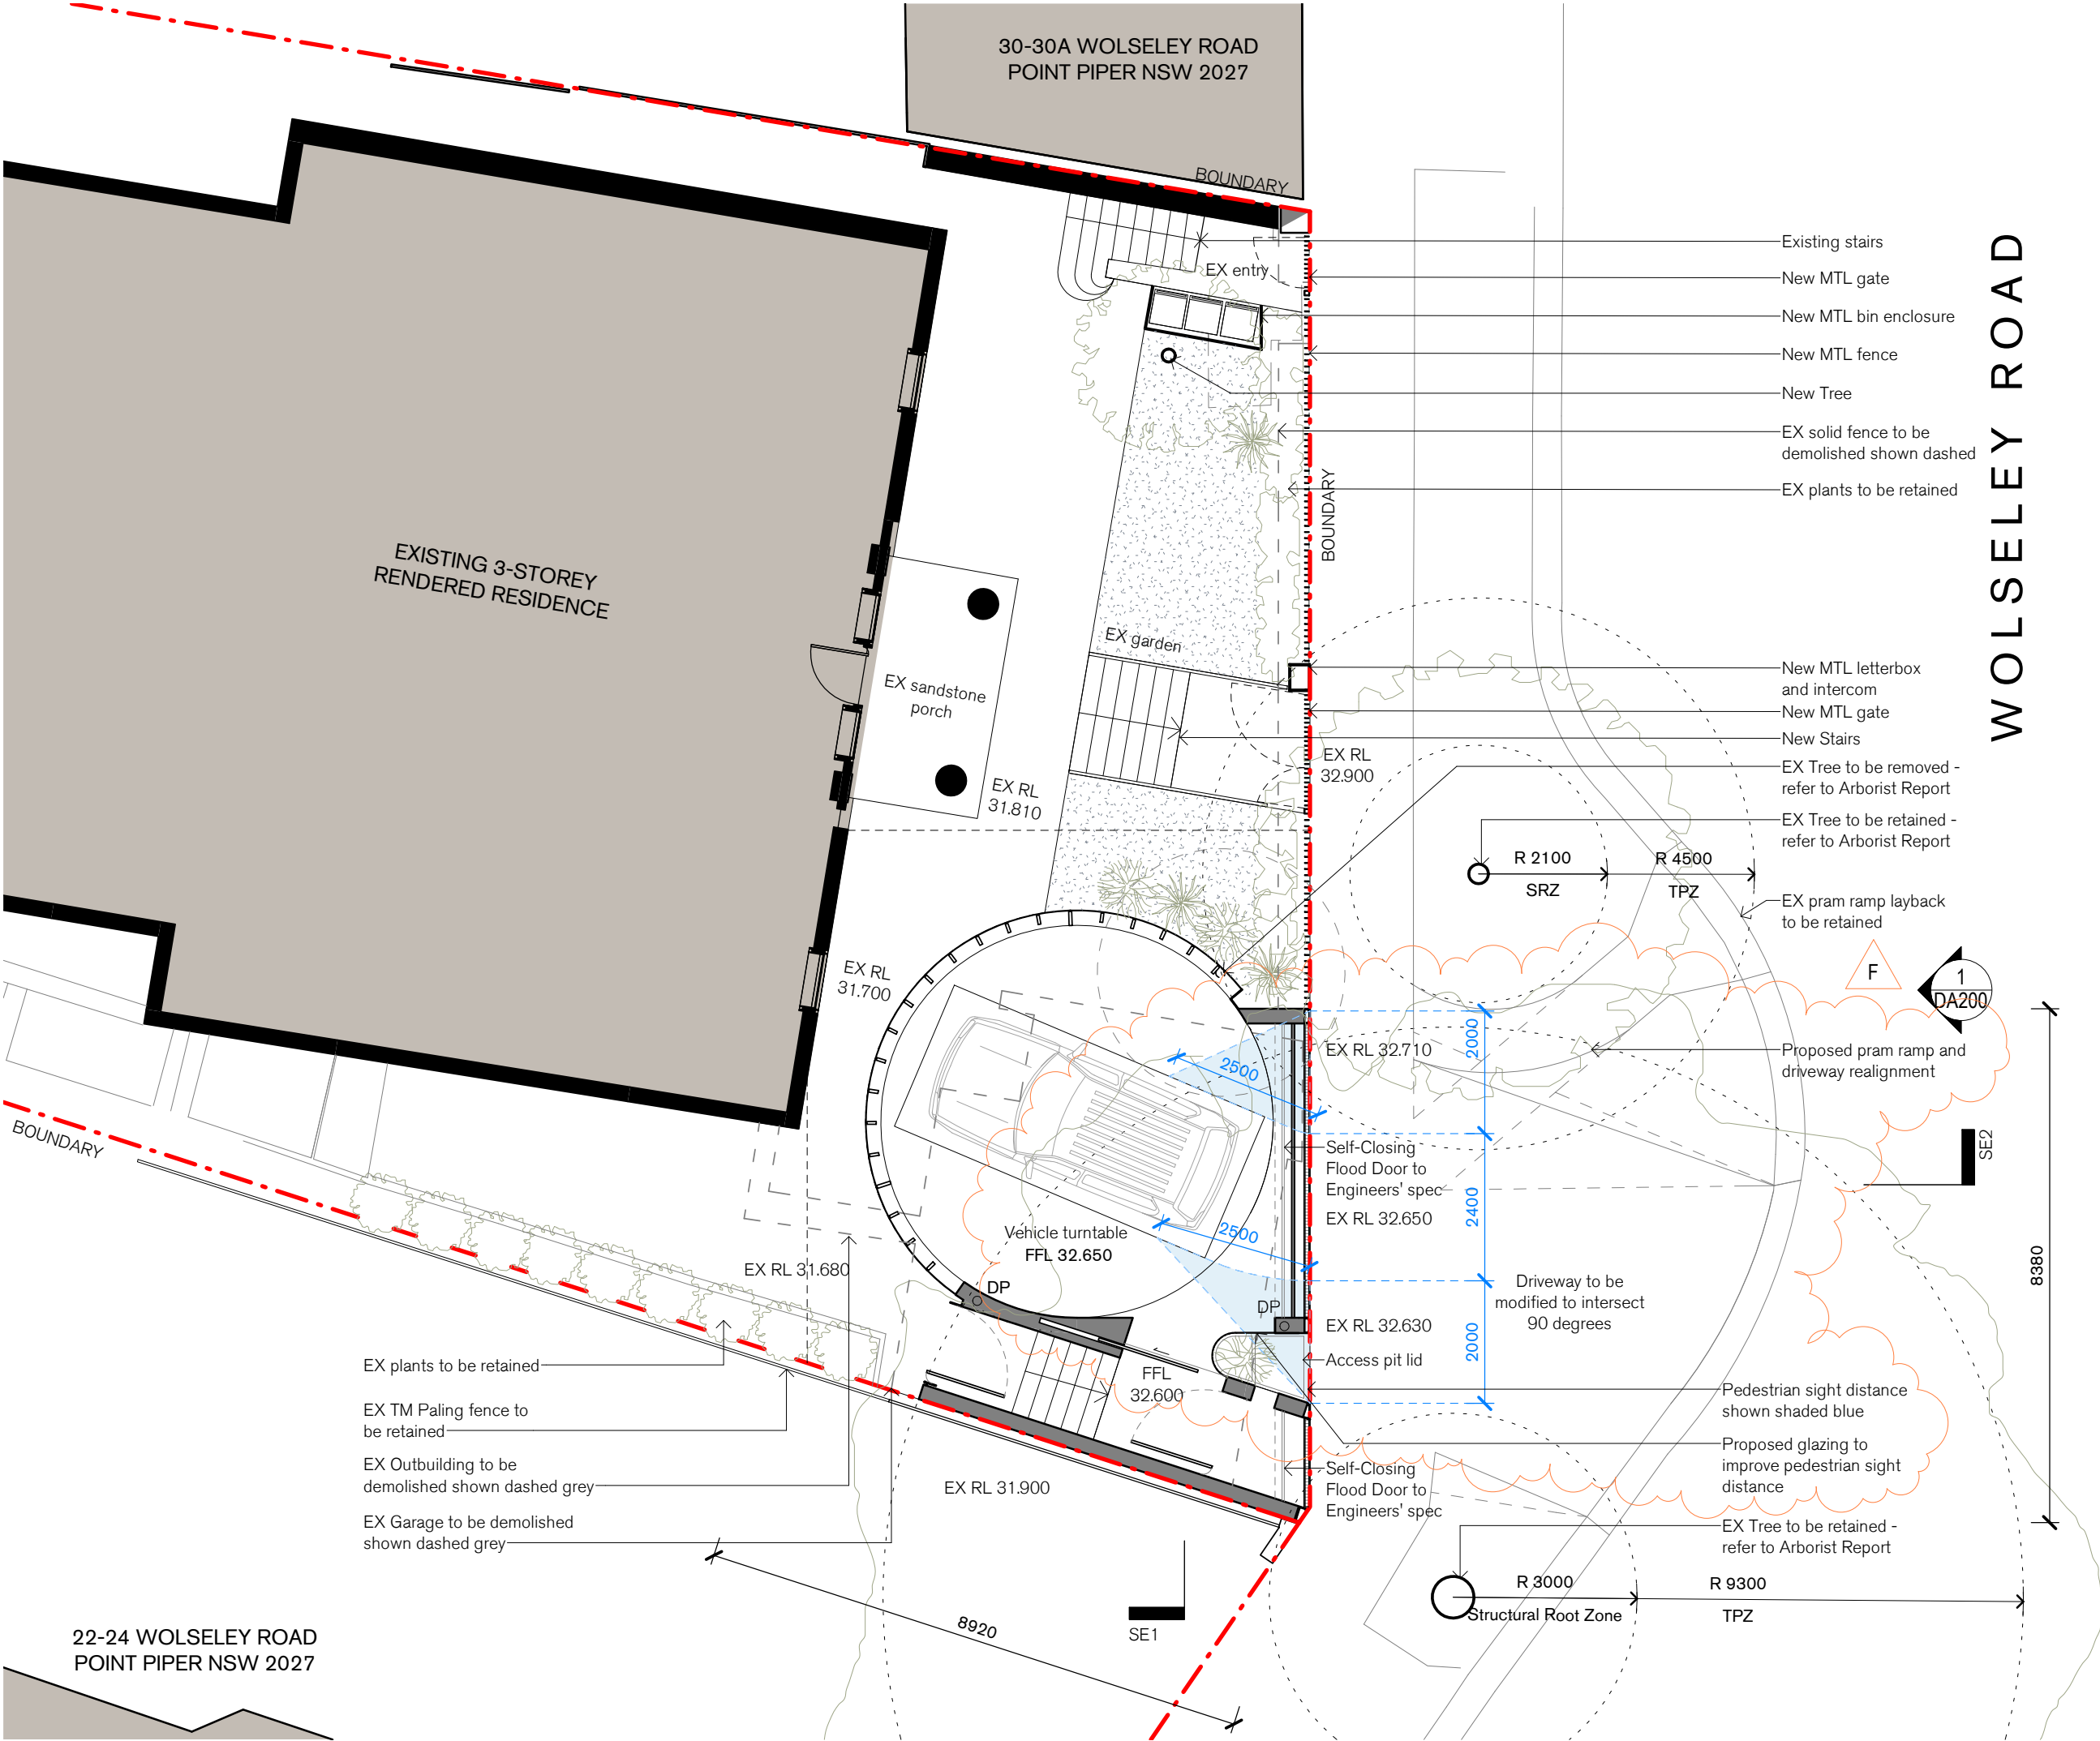 30-30A WOLSELEY ROAD
POINT PIPER NSW 2027
BOUNDARY
EX entry
Existing stairs
New MTL gate
New MTL bin enclosure
New MTL fence
New Tree
EX solid fence to be
demolished shown dashed
EX plants to be retained
WOLSELEY ROAD
BOUNDARY
EXISTING 3-STOREY
RENDERED RESIDENCE
EX garden
EX sandstone
porch
New MTL letterbox
and intercom
New MTL gate
New Stairs
EX RL
32.900
EX RL
31.810
EX Tree to be removed -
refer to Arborist Report
EX Tree to be retained -
refer to Arborist Report
R 2100
SRZ
R 4500
TPZ
EX pram ramp layback
to be retained
EX RL
31.700
F
1
DA200
2000
EX RL 32.710
2500
Proposed pram ramp and
driveway realignment
BOUNDARY
SE2
Self-Closing
Flood Door to
Engineers' spec
EX RL 32.650
2400
2500
Vehicle turntable
FFL 32.650
EX RL 31.680
8380
DP
Driveway to be
modified to intersect
90 degrees
DP
EX RL 32.630
2000
Access pit lid
EX plants to be retained
FFL
32.600
Pedestrian sight distance
shown shaded blue
EX TM Paling fence to
be retained
Proposed glazing to
improve pedestrian sight
distance
EX Outbuilding to be
demolished shown dashed grey
EX RL 31.900
Self-Closing
Flood Door to
Engineers' spec
EX Garage to be demolished
shown dashed grey
EX Tree to be retained -
refer to Arborist Report
R 3000
Structural Root Zone
R 9300
TPZ
8920
SE1
22-24 WOLSELEY ROAD
POINT PIPER NSW 2027